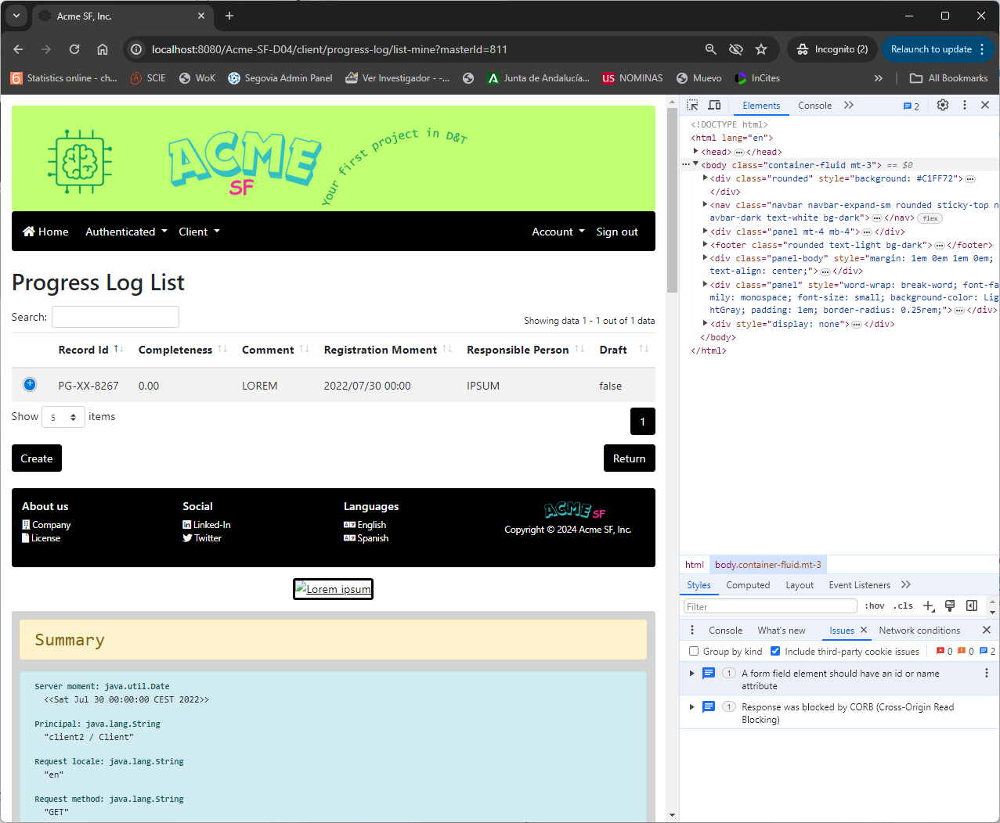 Acme SF, Inc.
localhost:8080/Acme-SF-D04/client/progress-log/list-mine?masterId=811
Incognito (2)
Relaunch to update
Statistics online - ch...
SCIE
WoK
Segovia Admin Panel
Ver Investigador - -...
Junta de Andalucía...
US NOMINAS
Muevo
InCites
All Bookmarks
ACME
SF
Your first project in D&T
Home
Authenticated
Client
Account
Sign out
Progress Log List
Search:
Showing data 1 - 1 out of 1 data
Record Id
Completeness
Comment
Registration Moment
Responsible Person
Draft
PG-XX-8267
0.00
LOREM
2022/07/30 00:00
IPSUM
false
Show 5 items
1
Create
Return
About us
Company
License
Social
Linked-In
Twitter
Languages
English
Spanish
ACME SF
Copyright © 2024 Acme SF, Inc.
Lorem ipsum
Summary
Server moment: java.util.Date
<<Sat Jul 30 00:00:00 CEST 2022>>
Principal: java.lang.String
"client2 / Client"
Request locale: java.lang.String
"en"
Request method: java.lang.String
"GET"
Elements
Console
2
<!DOCTYPE html>
<html lang="en">
<head> </head>
<body class="container-fluid mt-3"> == $0
<div class="rounded" style="background: #C1FF72">
</div>
<nav class="navbar navbar-expand-sm rounded sticky-top n
avbar-dark text-white bg-dark"> </nav> flex
<div class="panel mt-4 mb-4"> </div>
<footer class="rounded text-light bg-dark"> </footer>
<div class="panel-body" style="margin: 1em 0em 1em 0em;
text-align: center;"> </div>
<div class="panel" style="word-wrap: break-word; font-fa
mily: monospace; font-size: small; background-color: Lig
htGray; padding: 1em; border-radius: 0.25rem;"> </div>
<div style="display: none"> </div>
</body>
</html>
html
body.container-fluid.mt-3
Styles
Computed
Layout
Event Listeners
Filter
:hov
.cls
Console
What's new
Issues
Network conditions
Group by kind
Include third-party cookie issues
0
0
2
1
A form field element should have an id or name
attribute
1
Response was blocked by CORB (Cross-Origin Read
Blocking)